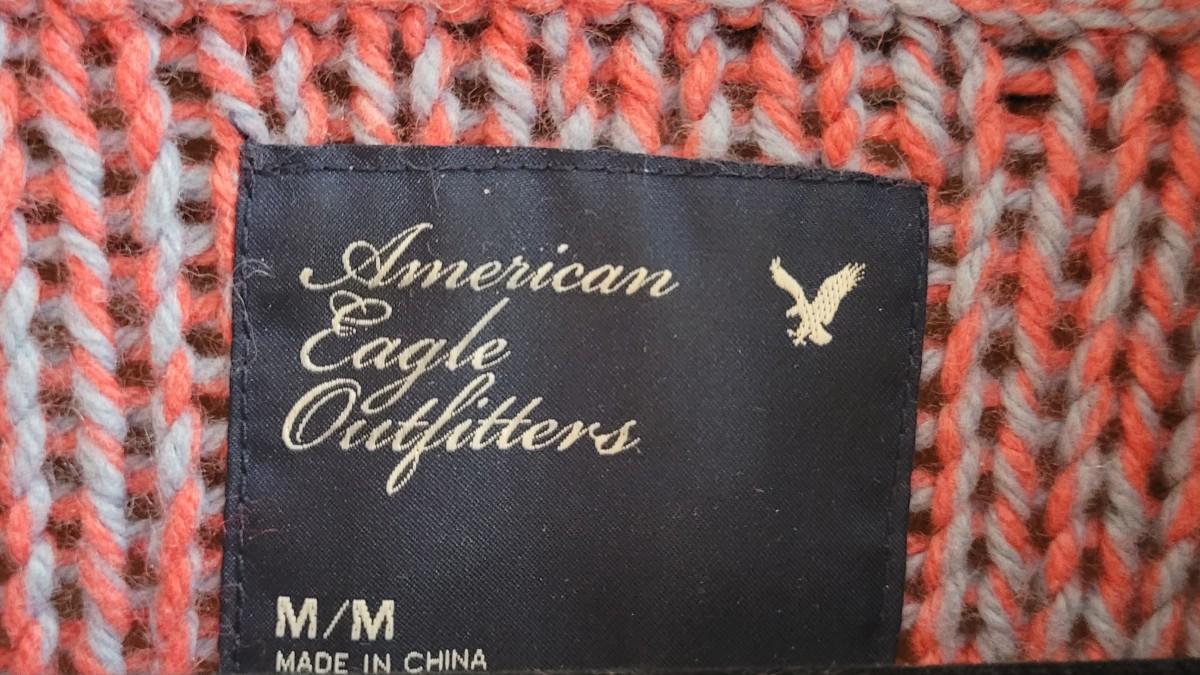 American
Eagle
Outfitters
M/M
MADE IN CHINA